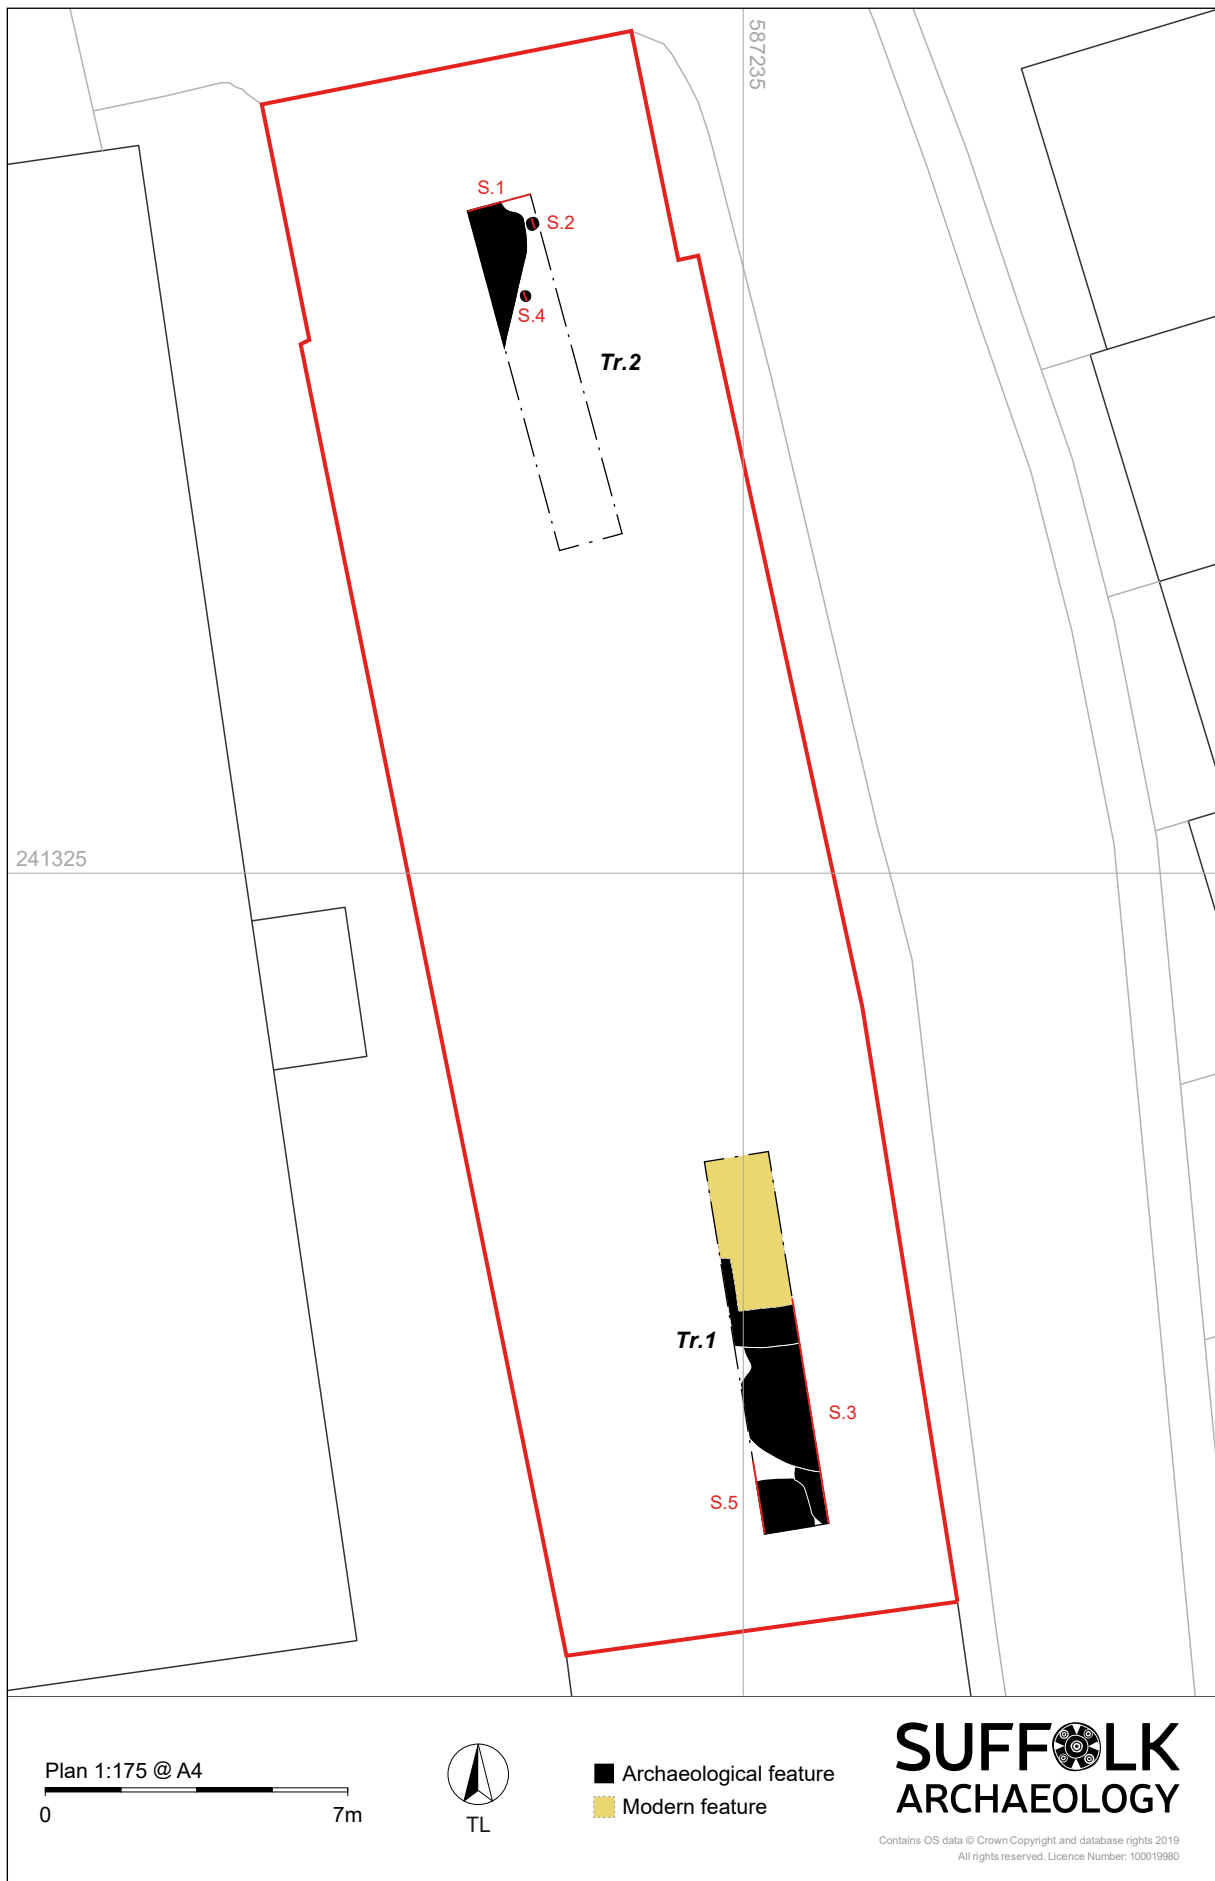 587235
S.1
S.2
S.4
Tr.2
241325
Tr.1
S.3
S.5
Plan 1:175 @ A4
0 7m
TL
Archaeological feature
Modern feature
SUFFOLK
ARCHAEOLOGY
Contains OS data © Crown Copyright and database rights 2019
All rights reserved. Licence Number: 100019980